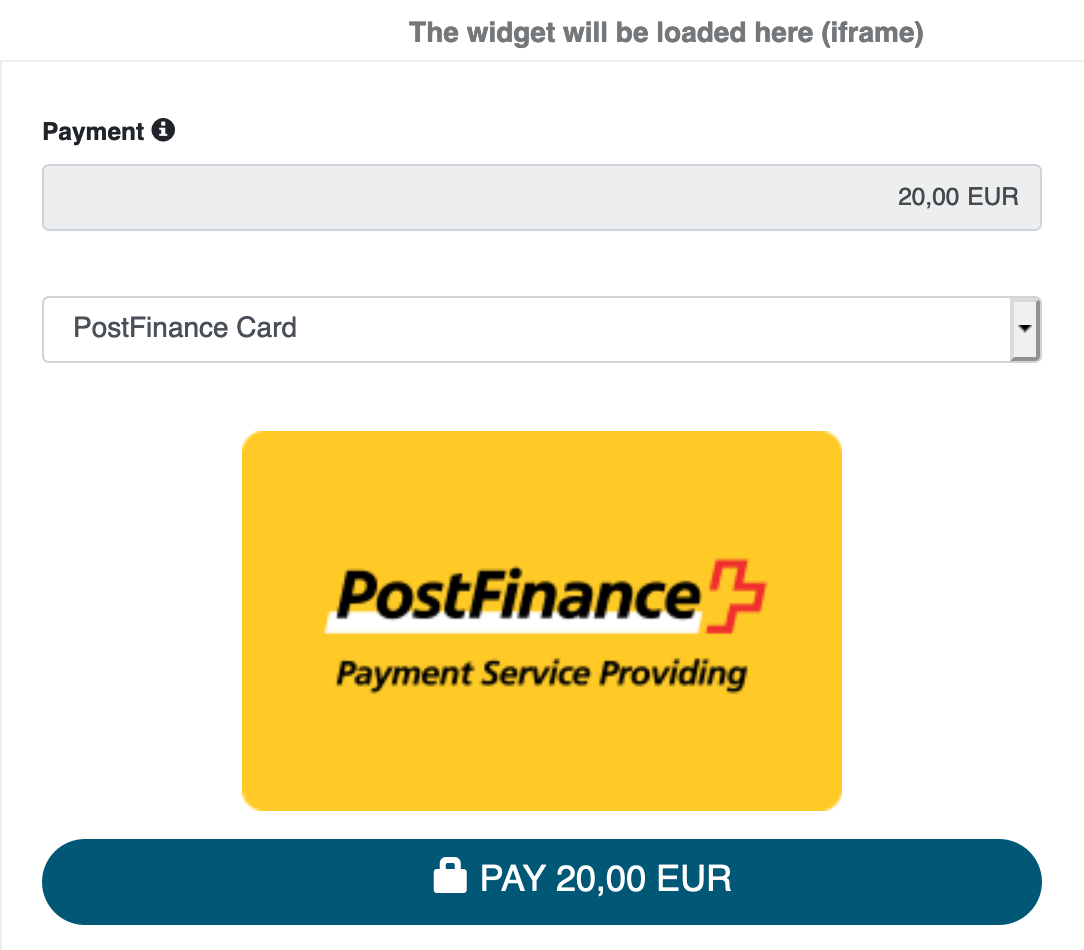 The widget will be loaded here (iframe)
Payment
20,00 EUR
PostFinance Card
PostFinance
Payment Service Providing
PAY 20,00 EUR